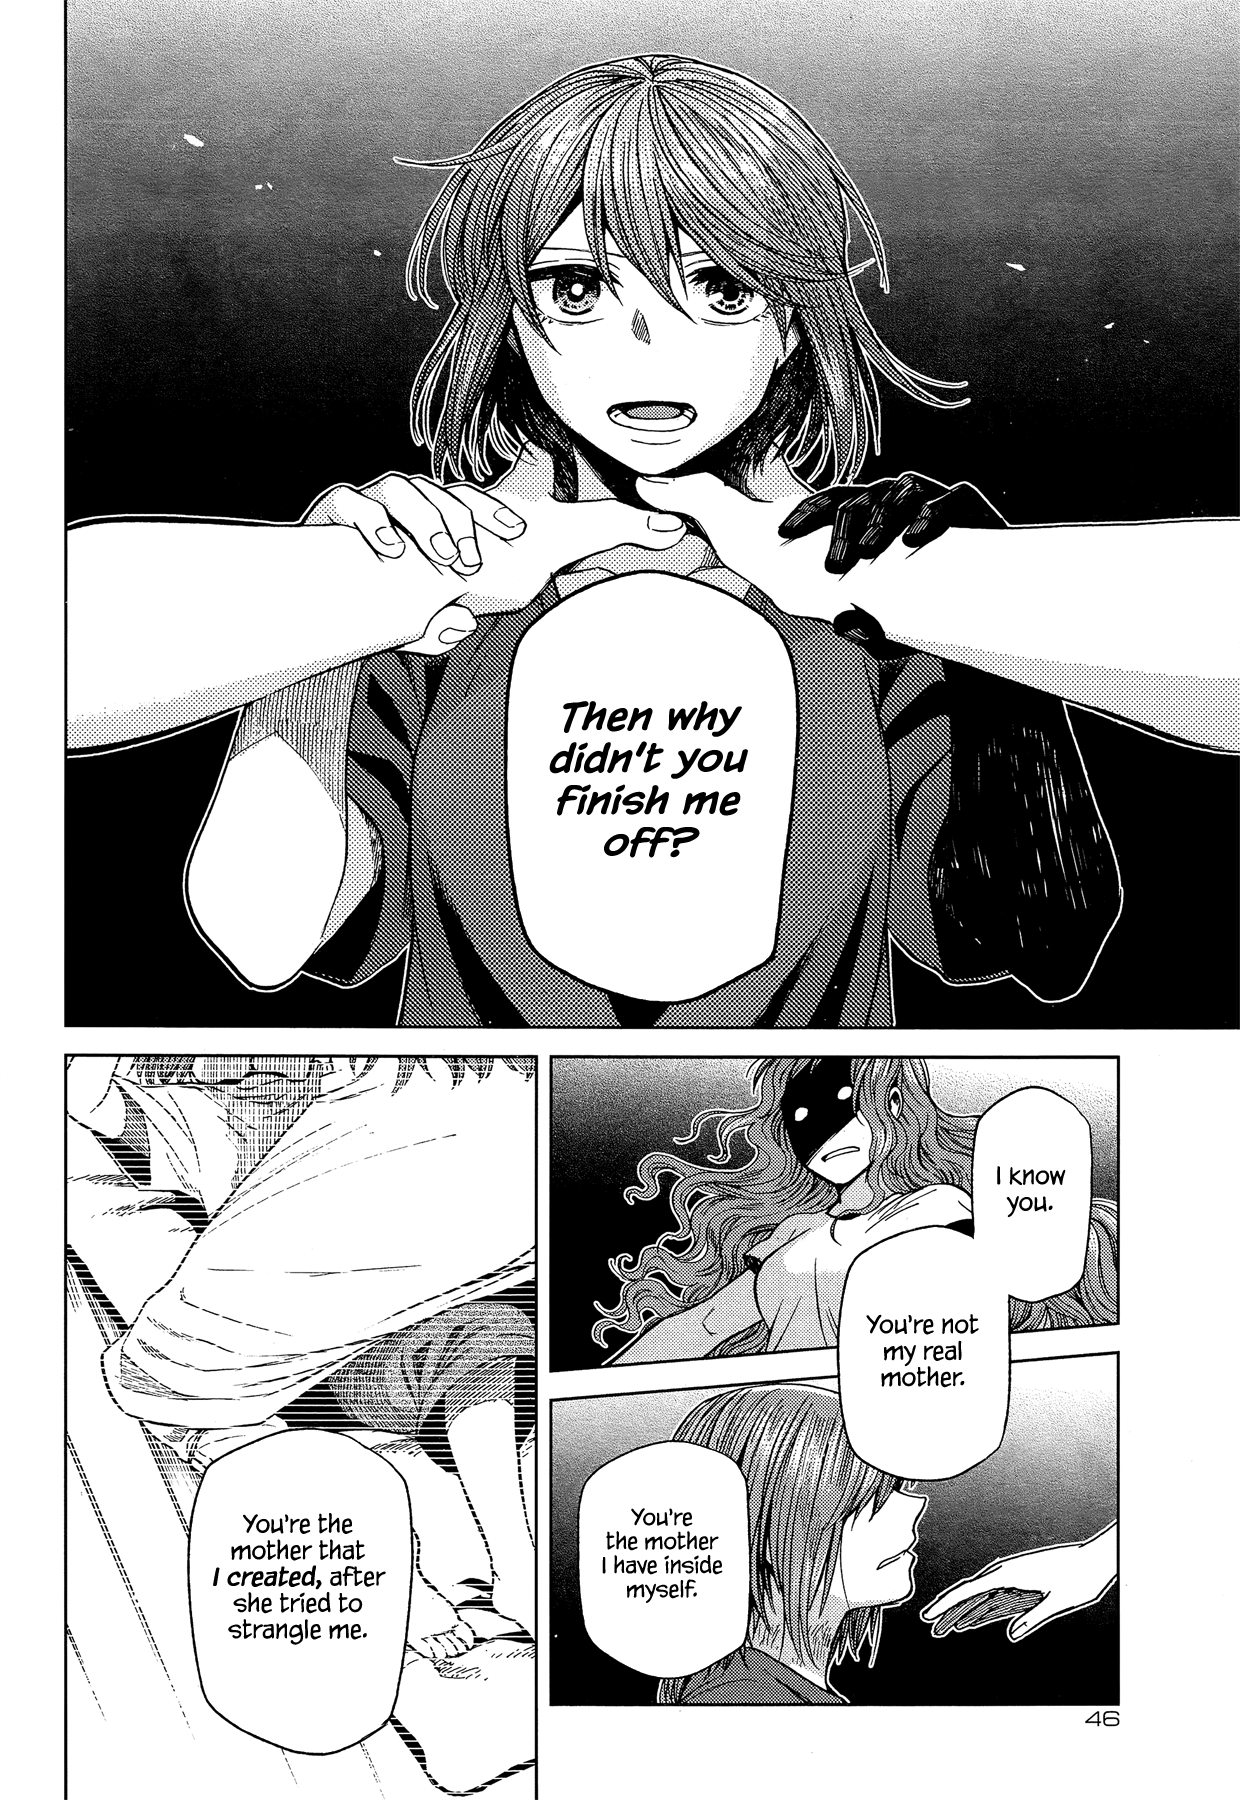 Then why
didn't you
finish me
off?
I know
you.
You're not
my real
mother.
You're
the mother
I have inside
myself.
You're the
mother that
I created, after
she tried to
strangle me.
46